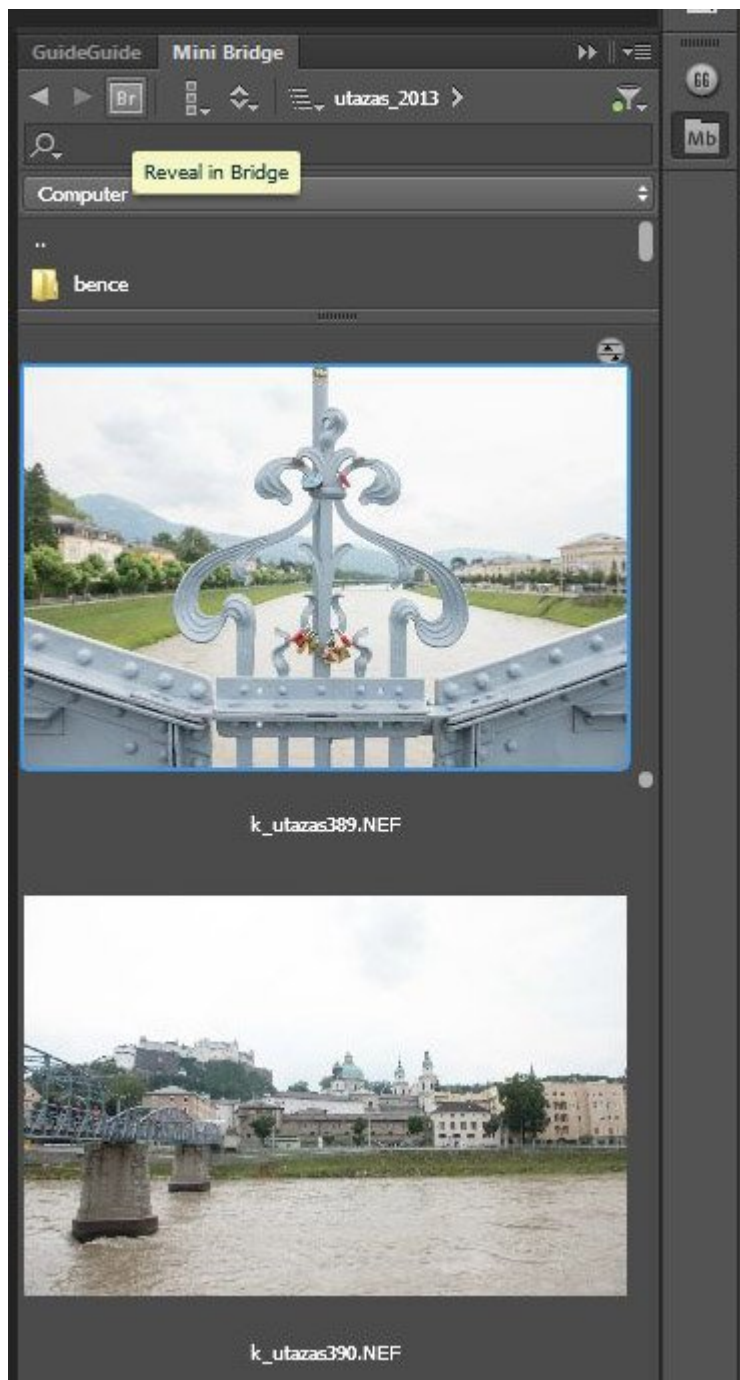 GuideGuide Mini Bridge
GG
Br utazas_2013
Mb
Reveal in Bridge
Computer
..
bence
k_utazas389.NEF
k_utazas390.NEF